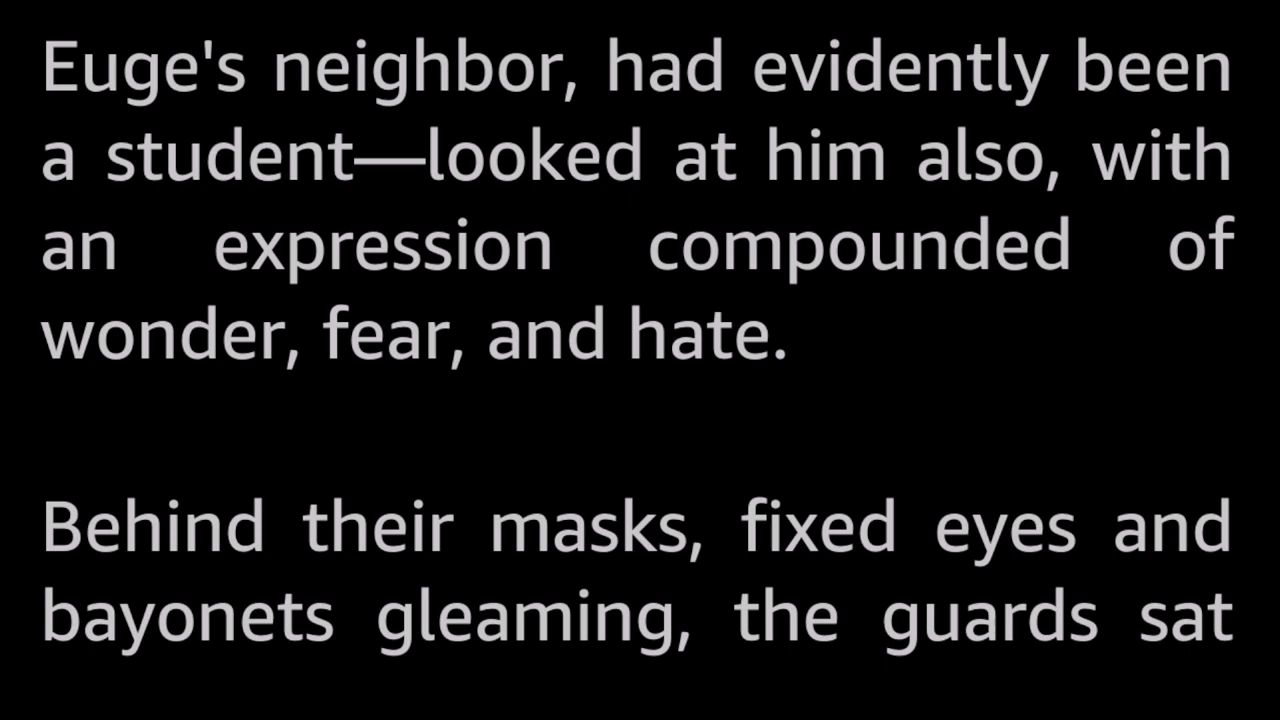 Euge's neighbor, had evidently been
a student—looked at him also, with
an expression compounded of
wonder, fear, and hate.
Behind their masks, fixed eyes and
bayonets gleaming, the guards sat